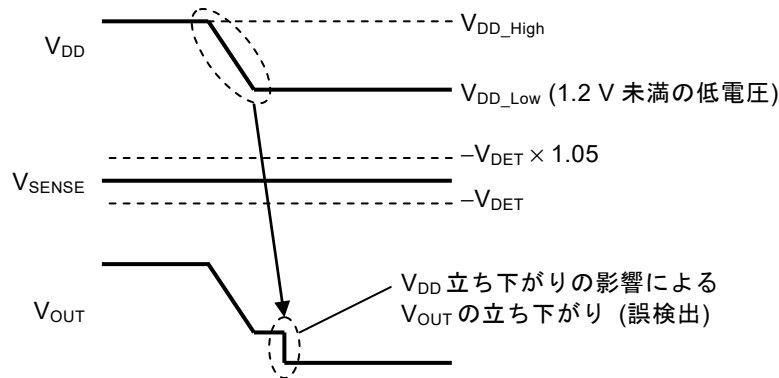 V_DD
V_DD_High
V_DD_Low (1.2 V 未満の低電圧)
−V_DET × 1.05
V_SENSE
−V_DET
V_OUT
V_DD 立ち下がりの影響による
V_OUT の立ち下がり (誤検出)